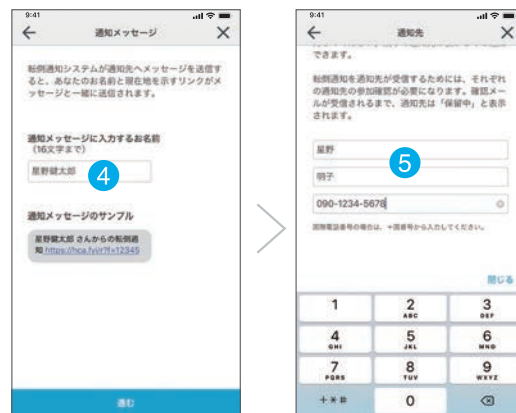 9:41
通知メッセージ
転倒通知システムが通知先へメッセージを送信す
ると、あなたのお名前と現在地を示すリンクがメ
ッセージと一緒に送信されます。
通知メッセージに入力するお名前
(16文字まで)
星野健太郎
4
通知メッセージのサンプル
星野健太郎 さんからの転倒通
知 https://hca.fyi/r?f=12345
進む
9:41
通知先
できます。
転倒通知を通知先が受信するためには、それぞれ
の通知先の参加確認が必要になります。確認メー
ルが受信されるまで、通知先は「保留中」と表示
されます。
星野
5
明子
090-1234-5678
国際電話番号の場合は、+国番号から入力してください。
閉じる
1
2
ABC
3
DEF
4
GHI
5
JKL
6
MNO
7
PQRS
8
TUV
9
WXYZ
+*#
0